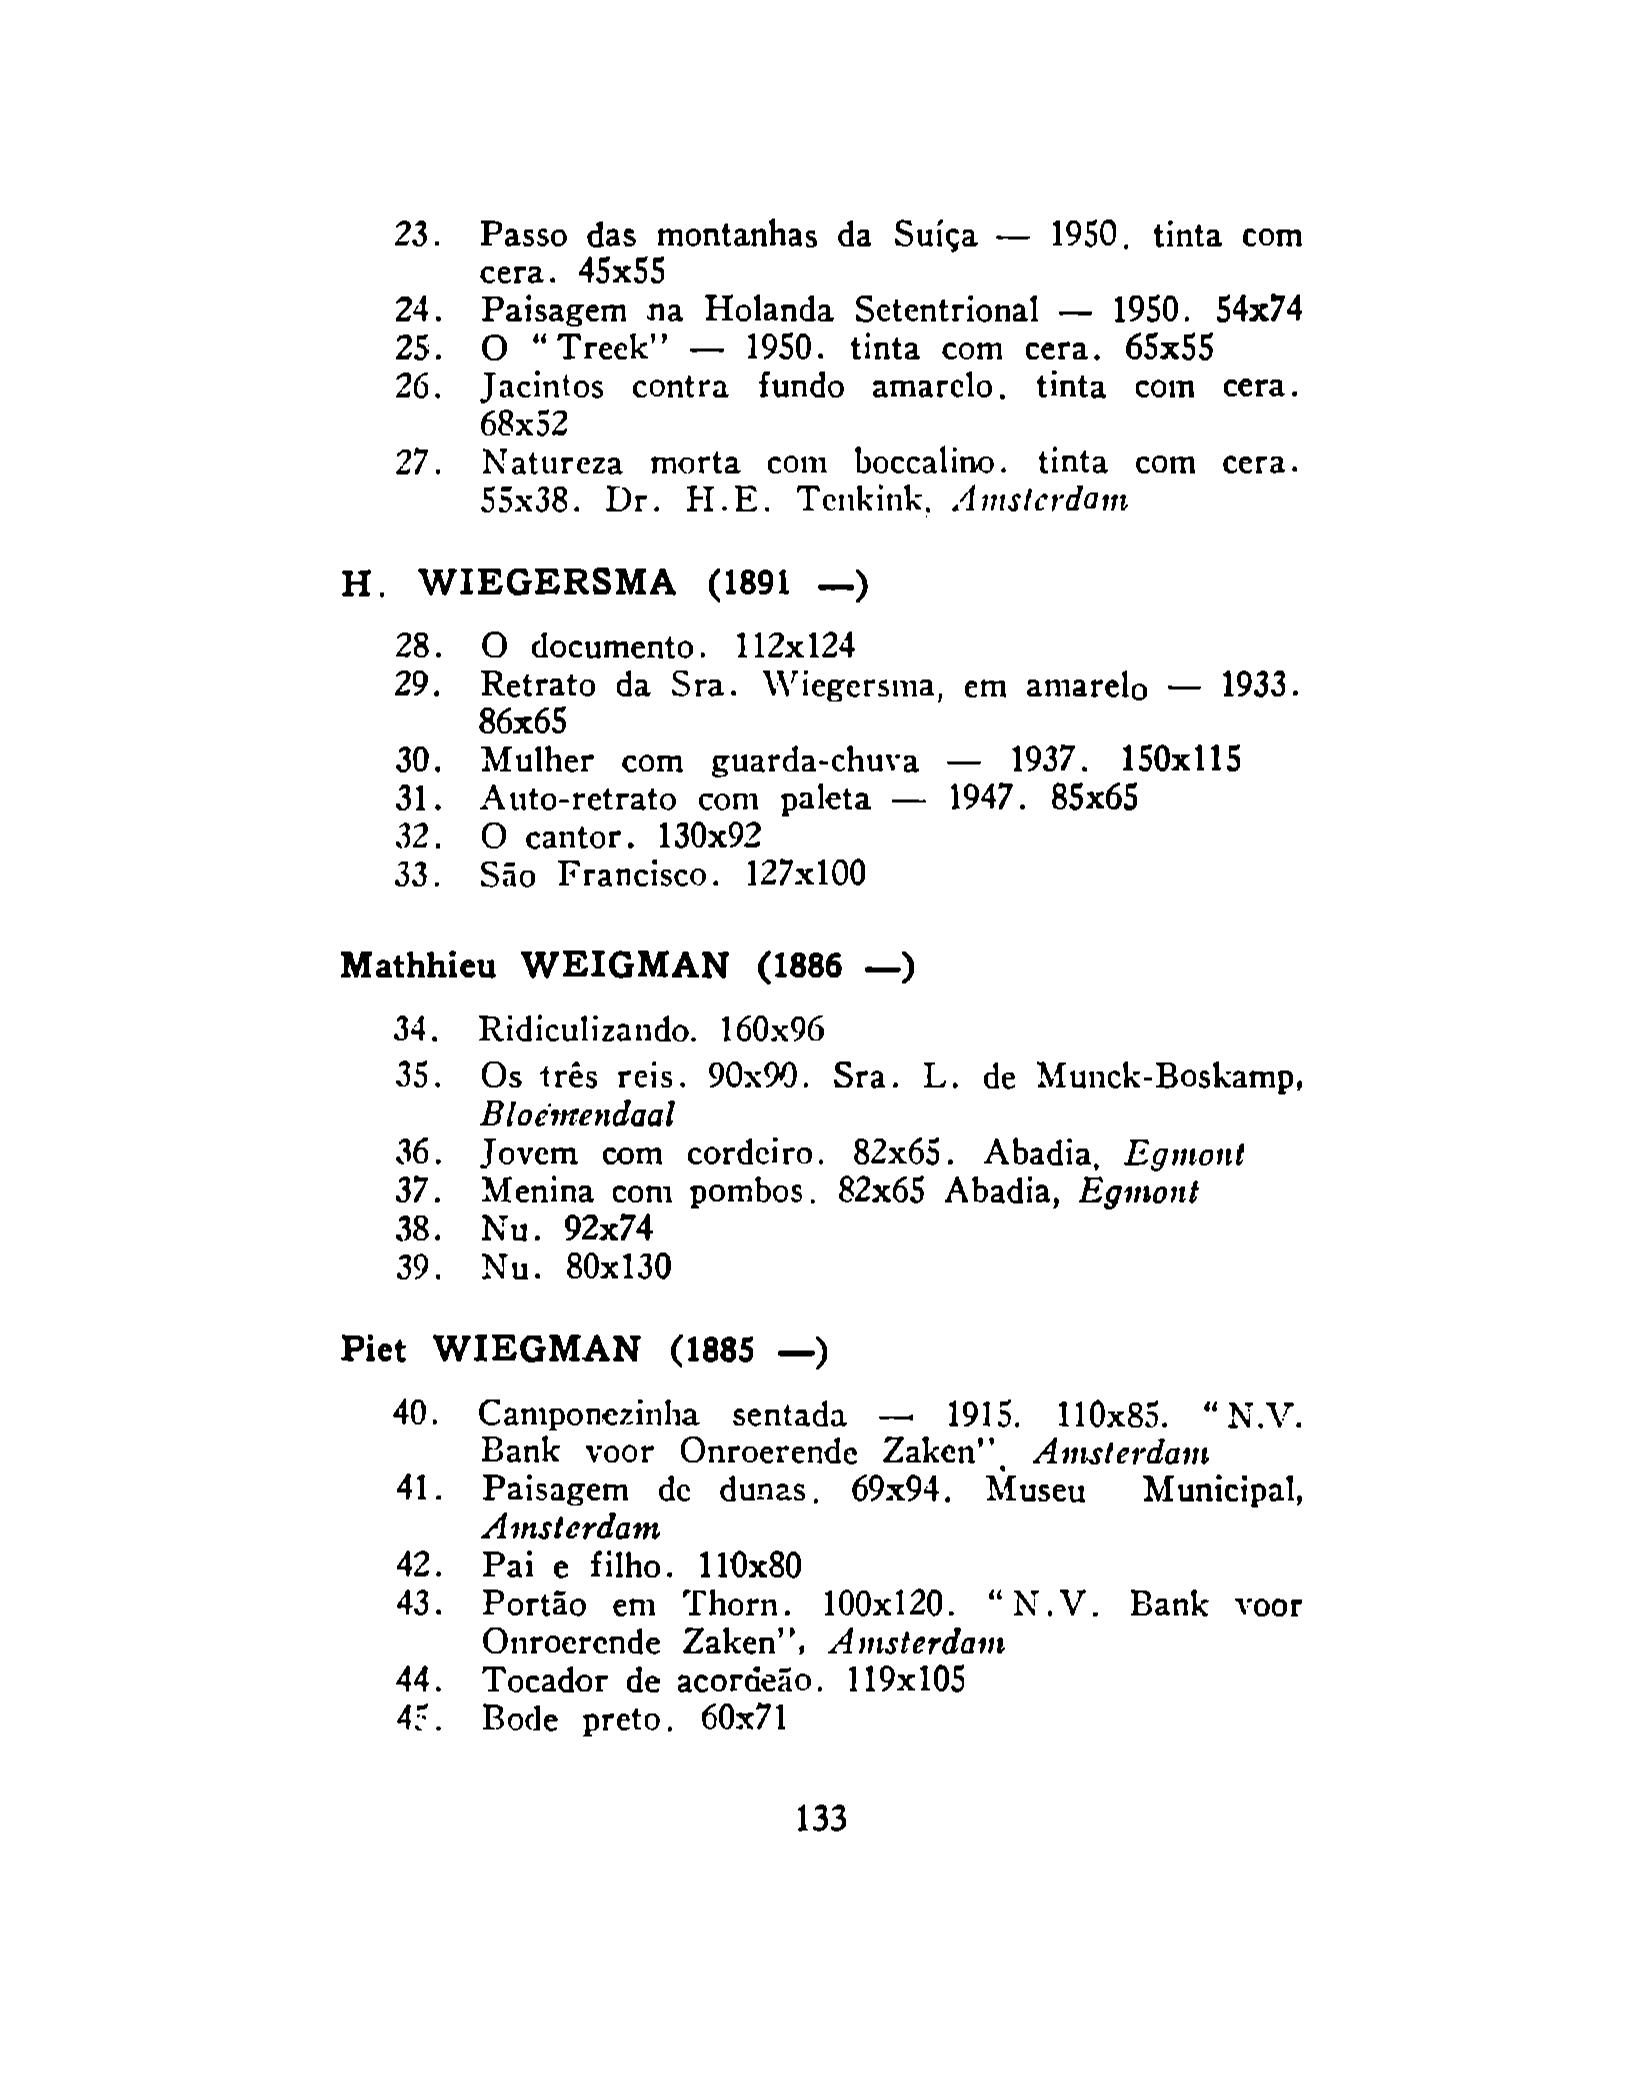 23. Passo das montanhas da Suíça — 1950. tinta com
cera. 45x55
24. Paisagem na Holanda Setentrional — 1950. 54x74
25. O "Treek" — 1950. tinta com cera. 65x55
26. Jacintos contra fundo amarelo. tinta com cera.
68x52
27. Natureza morta com boccalino. tinta com cera.
55x38. Dr. H.E. Tenkink, Amsterdam
H. WIEGERSMA (1891 —)
28. O documento. 112x124
29. Retrato da Sra. Wiegersma, em amarelo — 1933.
86x65
30. Mulher com guarda-chuva — 1937. 150x115
31. Auto-retrato com paleta — 1947. 85x65
32. O cantor. 130x92
33. São Francisco. 127x100
Mathhieu WEIGMAN (1886 —)
34. Ridiculizando. 160x96
35. Os três reis. 90x90. Sra. L. de Munck-Boskamp,
Bloemendaal
36. Jovem com cordeiro. 82x65. Abadia, Egmont
37. Menina com pombos. 82x65 Abadia, Egmont
38. Nu. 92x74
39. Nu. 80x130
Piet WIEGMAN (1885 —)
40. Camponezinha sentada — 1915. 110x85. "N.V.
Bank voor Onroerende Zaken". Amsterdam
41. Paisagem de dunas. 69x94. Museu Municipal,
Amsterdam
42. Pai e filho. 110x80
43. Portão em Thorn. 100x120. "N.V. Bank voor
Onroerende Zaken", Amsterdam
44. Tocador de acordeão. 119x105
45. Bode preto. 60x71
133